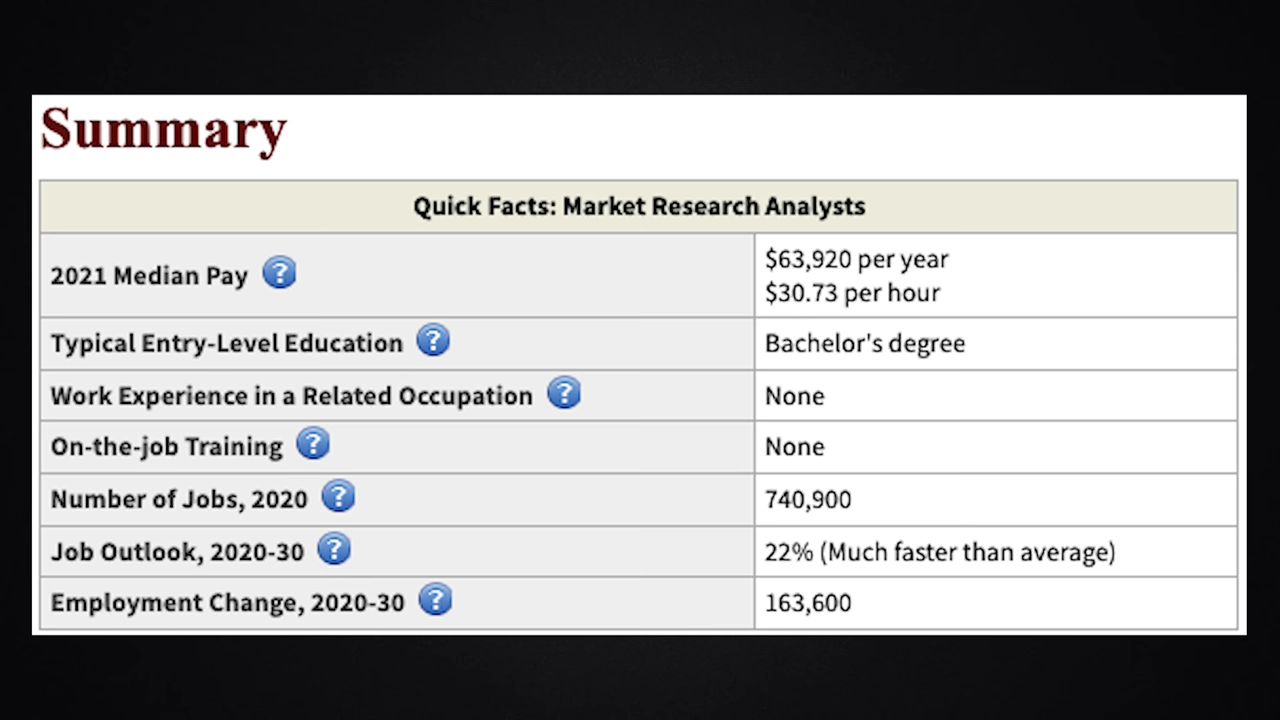 Summary
Quick Facts: Market Research Analysts
2021 Median Pay ?
$63,920 per year
$30.73 per hour
Typical Entry-Level Education ?
Bachelor's degree
Work Experience in a Related Occupation ?
None
On-the-job Training ?
None
Number of Jobs, 2020 ?
740,900
Job Outlook, 2020-30 ?
22% (Much faster than average)
Employment Change, 2020-30 ?
163,600